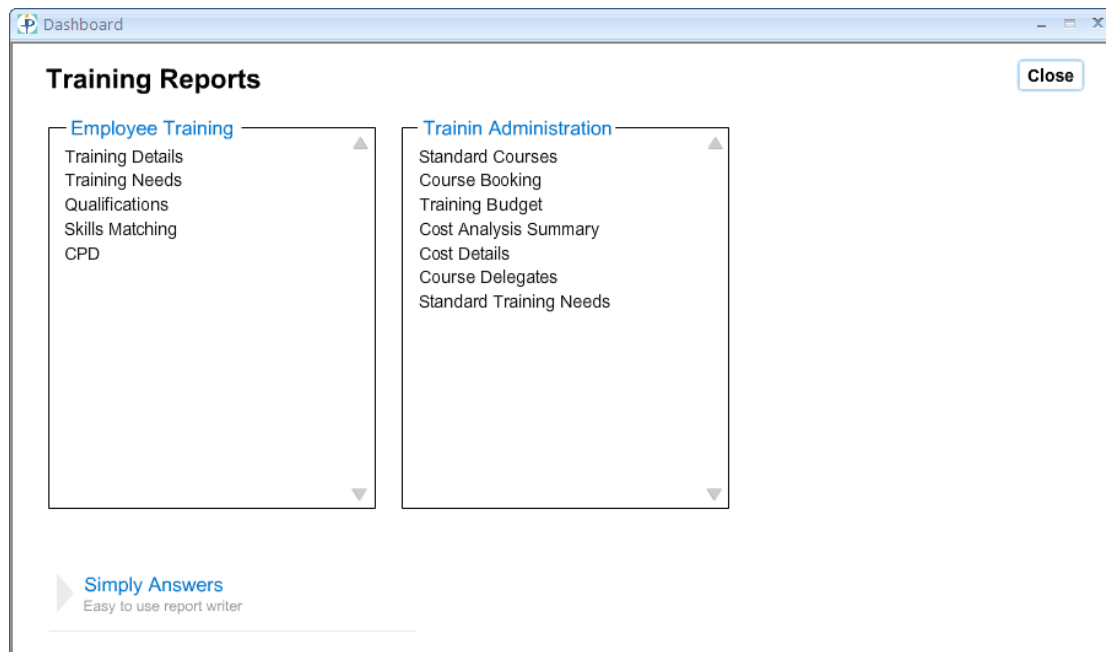 Dashboard
Training Reports
Close
Employee Training
Training Details
Training Needs
Qualifications
Skills Matching
CPD
Trainin Administration
Standard Courses
Course Booking
Training Budget
Cost Analysis Summary
Cost Details
Course Delegates
Standard Training Needs
Simply Answers
Easy to use report writer